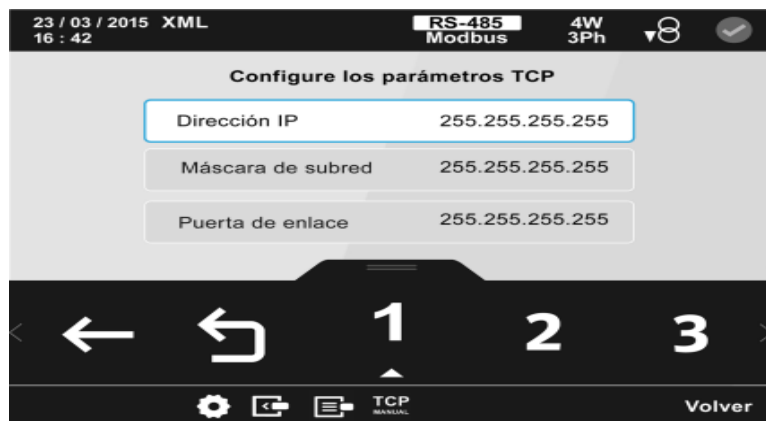 23 / 03 / 2015 XML RS-485 4W
16 : 42 Modbus 3Ph
Configure los parámetros TCP
Dirección IP 255.255.255.255
Máscara de subred 255.255.255.255
Puerta de enlace 255.255.255.255
1 2 3
TCP
MANUAL
Volver